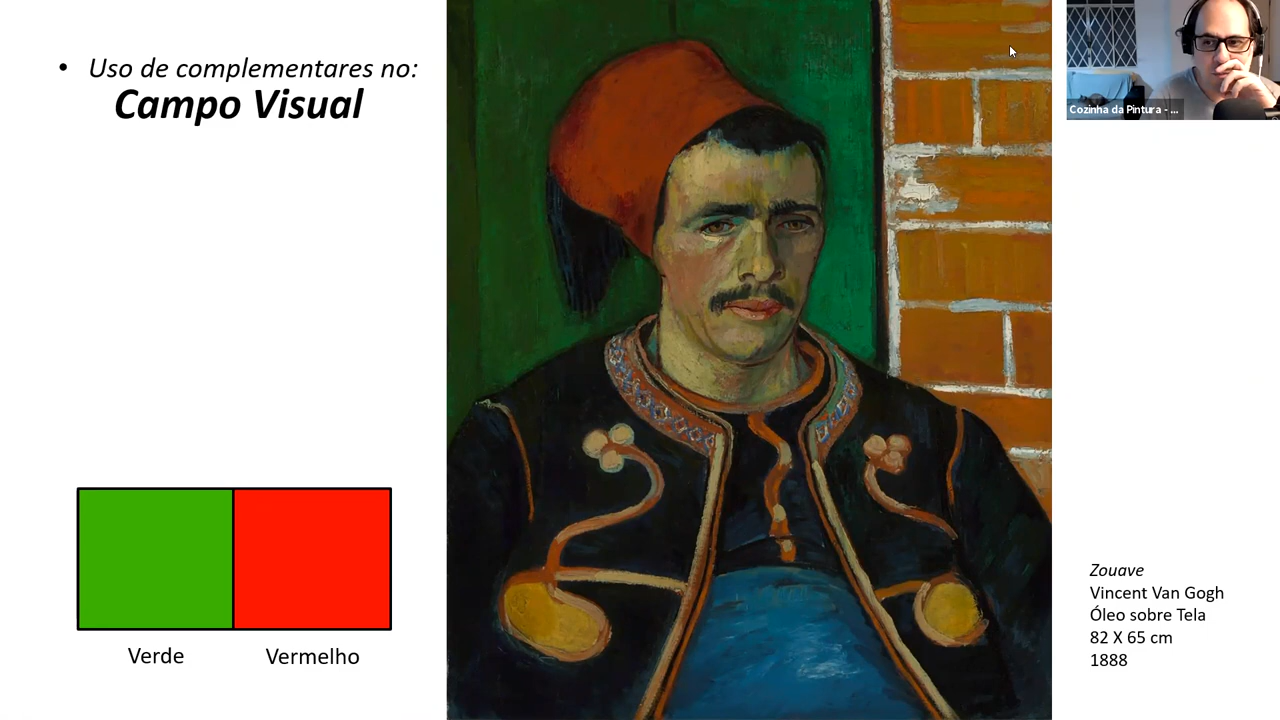 • Uso de complementares no:
Campo Visual
Cozinha da Pintura - ...
Verde
Vermelho
Zouave
Vincent Van Gogh
Óleo sobre Tela
82 X 65 cm
1888